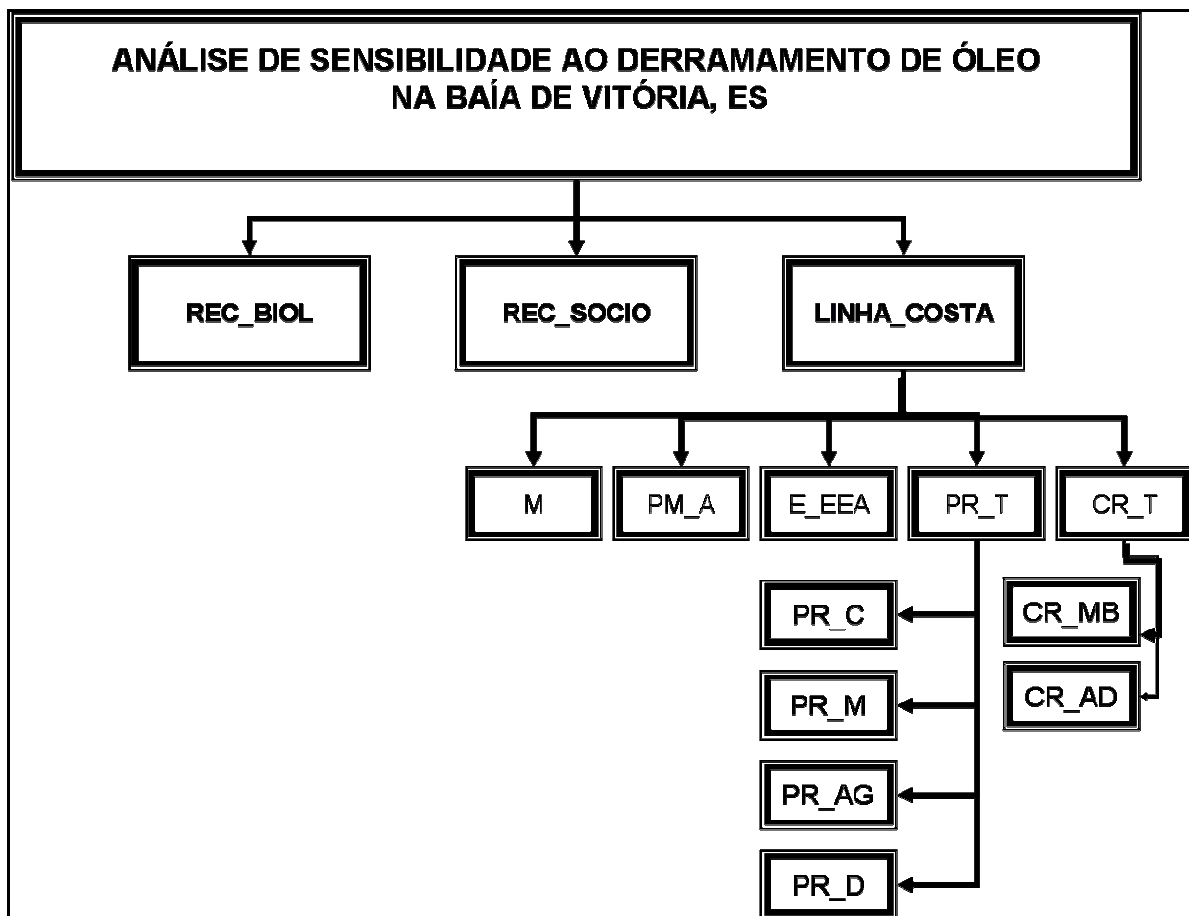 ANÁLISE DE SENSIBILIDADE AO DERRAMAMENTO DE ÓLEO
NA BAÍA DE VITÓRIA, ES
REC_BIOL
REC_SOCIO
LINHA_COSTA
M
PM_A
E_EEA
PR_T
CR_T
PR_C
CR_MB
PR_M
CR_AD
PR_AG
PR_D